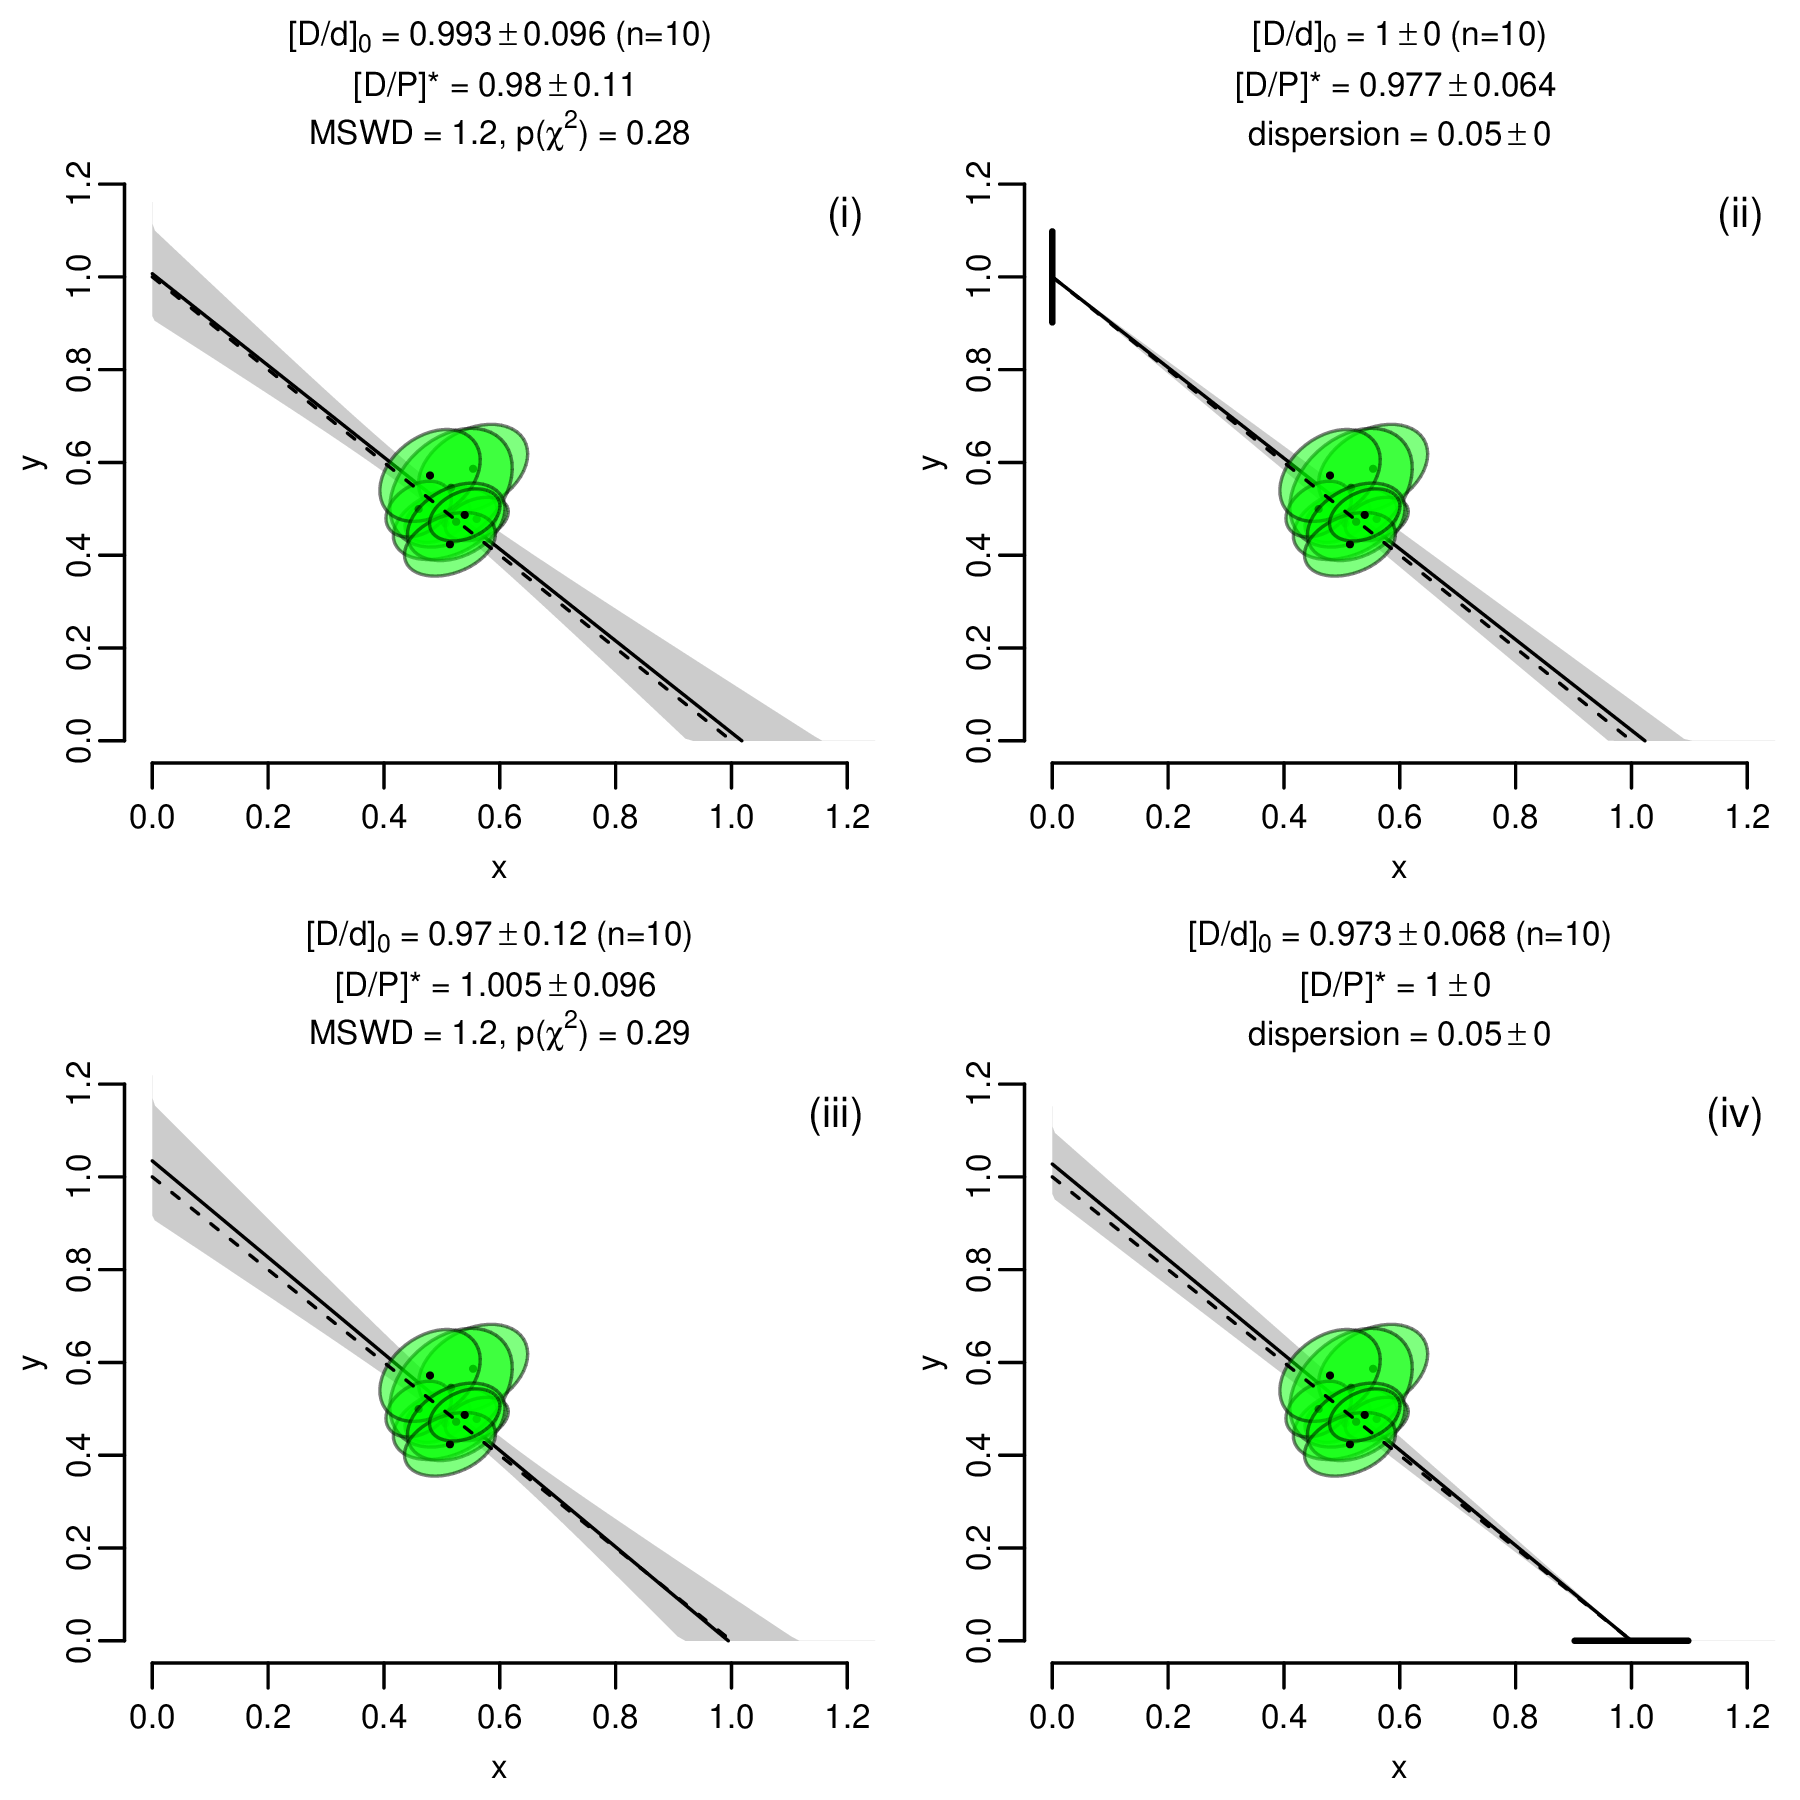 [D/d]₀ = 0.993±0.096 (n=10)
[D/P]* = 0.98±0.11
MSWD = 1.2, p(χ²) = 0.28
(i)
y
0.0 0.2 0.4 0.6 0.8 1.0 1.2
0.0 0.2 0.4 0.6 0.8 1.0 1.2
x
[D/d]₀ = 1±0 (n=10)
[D/P]* = 0.977±0.064
dispersion = 0.05±0
(ii)
y
0.0 0.2 0.4 0.6 0.8 1.0 1.2
0.0 0.2 0.4 0.6 0.8 1.0 1.2
x
[D/d]₀ = 0.97±0.12 (n=10)
[D/P]* = 1.005±0.096
MSWD = 1.2, p(χ²) = 0.29
(iii)
y
0.0 0.2 0.4 0.6 0.8 1.0 1.2
0.0 0.2 0.4 0.6 0.8 1.0 1.2
x
[D/d]₀ = 0.973±0.068 (n=10)
[D/P]* = 1±0
dispersion = 0.05±0
(iv)
y
0.0 0.2 0.4 0.6 0.8 1.0 1.2
0.0 0.2 0.4 0.6 0.8 1.0 1.2
x